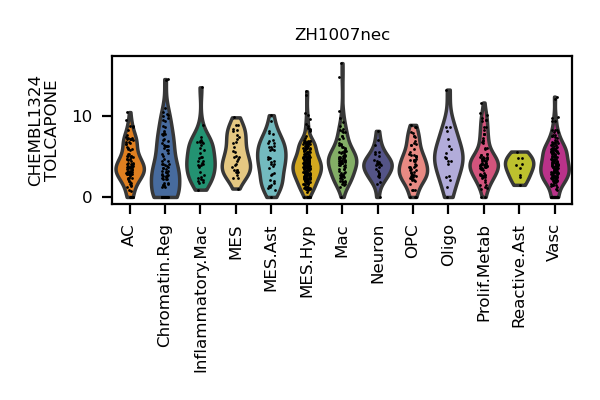 ZH1007nec
CHEMBL1324
TOLCAPONE
10
0
AC
Chromatin.Reg
Inflammatory.Mac
MES
MES.Ast
MES.Hyp
Mac
Neuron
OPC
Oligo
Prolif.Metab
Reactive.Ast
Vasc